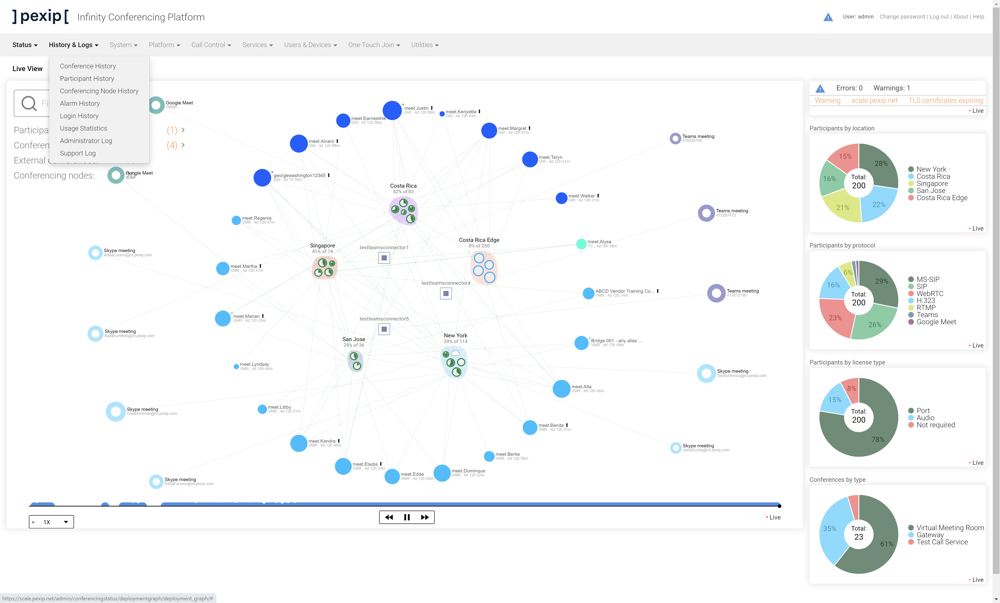 ]pexip[ Infinity Conferencing Platform
User: admin Change password | Log out | About | Help
Status History & Logs System Platform Call Control Services Users & Devices One-Touch Join Utilities
Live View
Conference History
Participant History
Conferencing Node History
Alarm History
Login History
Usage Statistics
Administrator Log
Support Log
Participa
(1) >
Conferen
(4) >
External
Conferencing nodes:
Google Meet
78069
Google Meet
meet.Justin
GW : 4d 12h 56m
meet.Kenyetta
GW : 4d 12h 44m
meet.Earnestine
GW : 4d 12h 59m
meet.Margret
GW : 4d 12h 57m
meet.Alvaro
GW : 4d 12h 58m
Teams meeting
476320795
meet.Taryn
GW : 4d 12h 41m
georgewashington12345
GW : 6d 7h 55m
Costa Rica
52% of 83
meet.Walker
GW : 4d 12h 21m
Teams meeting
472267472
meet.Regenia
VMR : 4d 12h 47m
Costa Rica Edge
0% of 250
meet.Alysa
TC : 4d 10h 58m
Singapore
41% of 74
testteamsconnector1
Skype meeting
AnisaLucero@rd.pexip.com
meet.Martha
VMR : 4d 12h 47m
testteamsconnector4
ABCD Vendor Training Co...
VMR : 4d 12h 14m
Teams meeting
413512190
meet.Marian
VMR : 4d 12h 25m
testteamsconnector5
Skype meeting
BariBrumfield@rd.pexip.com
San Jose
29% of 36
New York
28% of 114
Bridge 001 - any alias ...
VMR : 4d 12h 49m
meet.Lyndsay
VMR : 4d 10h 44m
Skype meeting
ScottyDevaul@rd.pexip.com
meet.Alta
VMR : 4d 12h 46m
Skype meeting
CalebHofman@rd.pexip.com
meet.Libby
VMR : 4d 12h 51m
meet.Benita
VMR : 4d 12h 51m
meet.Kendra
VMR : 4d 12h 48m
Skype meeting
JarodCorby@rd.pexip.com
meet.Bertie
VMR : 4d 12h 56m
meet.Eladia
VMR : 4d 12h 37m
meet.Edda
VMR : 4d 12h 53m
meet.Dominque
VMR : 4d 12h 52m
Skype meeting
EddaFannon@rd.pexip.com
> 1X
• Live
Errors: 0 Warnings: 1
Warning scale.pexip.net TLS certificates expiring
• Live
Participants by location
15%
28%
16%
21%
22%
Total:
200
New York
Costa Rica
Singapore
San Jose
Costa Rica Edge
• Live
Participants by protocol
6%
29%
16%
23%
26%
Total:
200
MS-SIP
SIP
WebRTC
H.323
RTMP
Teams
Google Meet
• Live
Participants by license type
8%
15%
78%
Total:
200
Port
Audio
Not required
• Live
Conferences by type
35%
61%
Total:
23
Virtual Meeting Room
Gateway
Test Call Service
• Live
https://scale.pexip.net/admin/conferencingstatus/deploymentgraph/deployment_graph/#